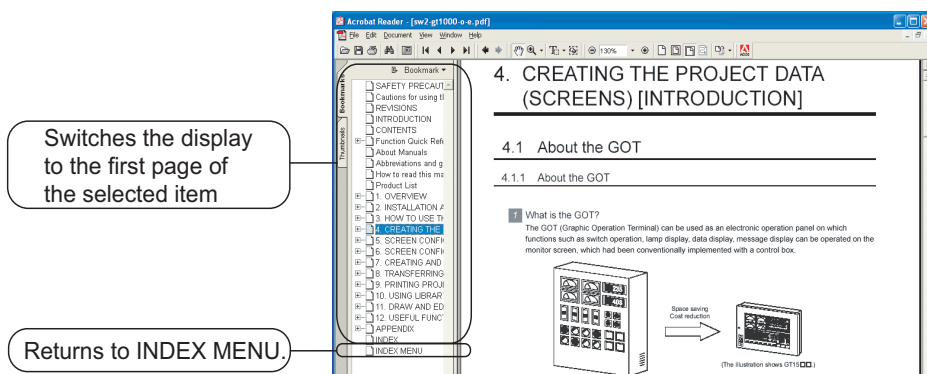 Acrobat Reader - [sw2-gt1000-o-e.pdf]
File Edit Document View Window Help
130%
Bookmark
Bookmarks
Thumbnails
SAFETY PRECAUT
Cautions for using t
REVISIONS
INTRODUCTION
CONTENTS
Function Quick Ref
About Manuals
Abbreviations and g
How to read this ma
Product List
1. OVERVIEW
2. INSTALLATION A
3. HOW TO USE TH
4. CREATING THE
5. SCREEN CONFI
6. SCREEN CONFI
7. CREATING AND
8. TRANSFERRING
9. PRINTING PROJ
10. USING LIBRAR
11. DRAW AND ED
12. USEFUL FUNC
APPENDIX
INDEX
INDEX MENU
Switches the display
to the first page of
the selected item
Returns to INDEX MENU.
4. CREATING THE PROJECT DATA
(SCREENS) [INTRODUCTION]
4.1 About the GOT
4.1.1 About the GOT
1 What is the GOT?
The GOT (Graphic Operation Terminal) can be used as an electronic operation panel on which
functions such as switch operation, lamp display, data display, message display can be operated on the
monitor screen, which had been conventionally implemented with a control box.
Space saving
Cost reduction
(The illustration shows GT15□□.)